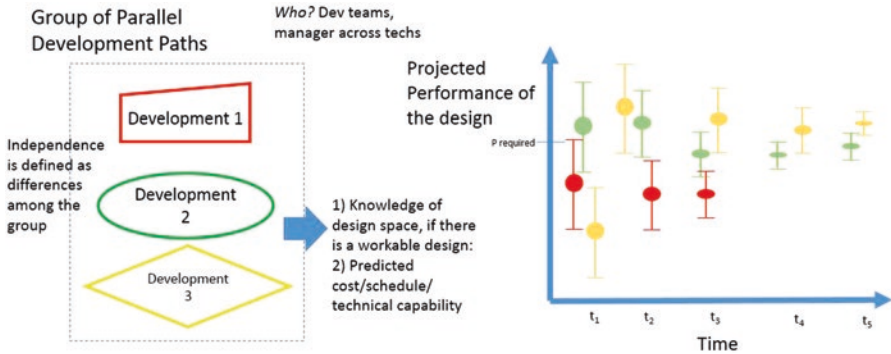 Group of Parallel
Development Paths
Who? Dev teams,
manager across techs
Development 1
Independence
is defined as
differences
among the
group
Development
2
Development
3
1) Knowledge of
design space, if there
is a workable design:
2) Predicted
cost/schedule/
technical capability
Projected
Performance of
the design
P required
t1
t2
t3
t4
t5
Time